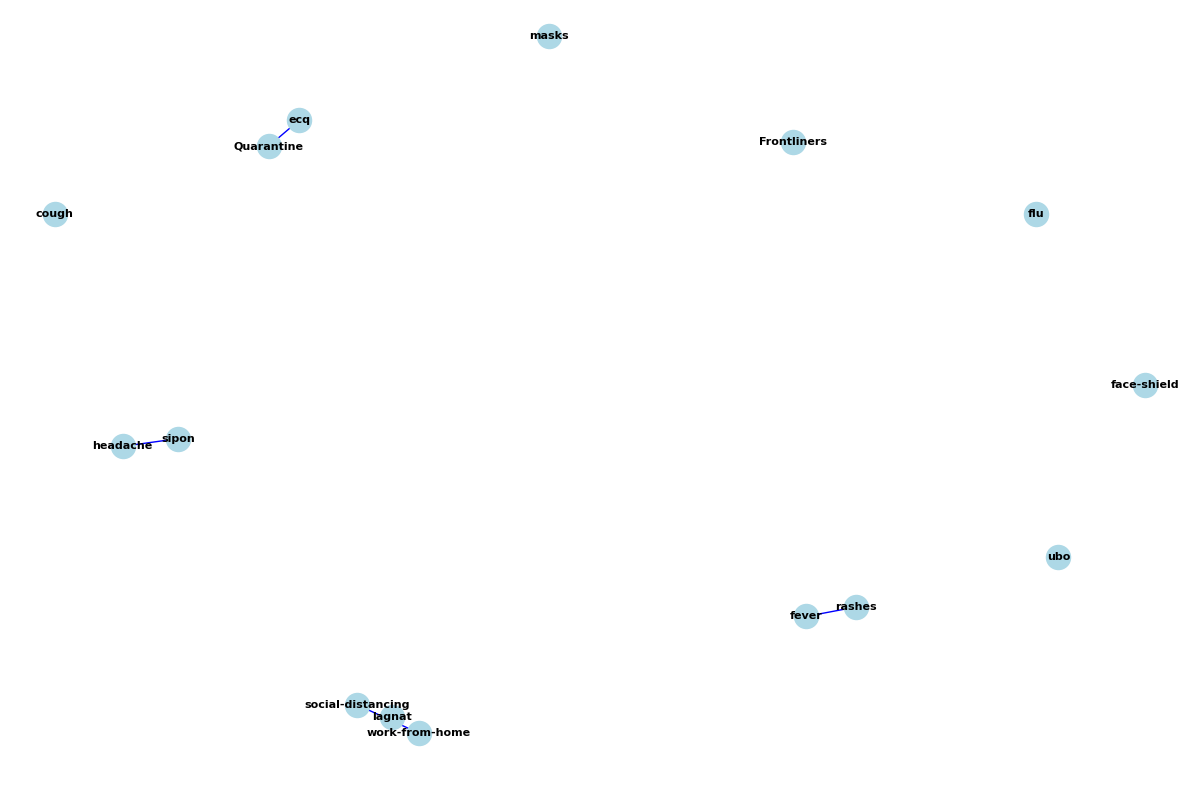 masks
ecq
Quarantine
Frontliners
cough
flu
face-shield
headache
sipon
ubo
fever
rashes
social-distancing
lagnat
work-from-home